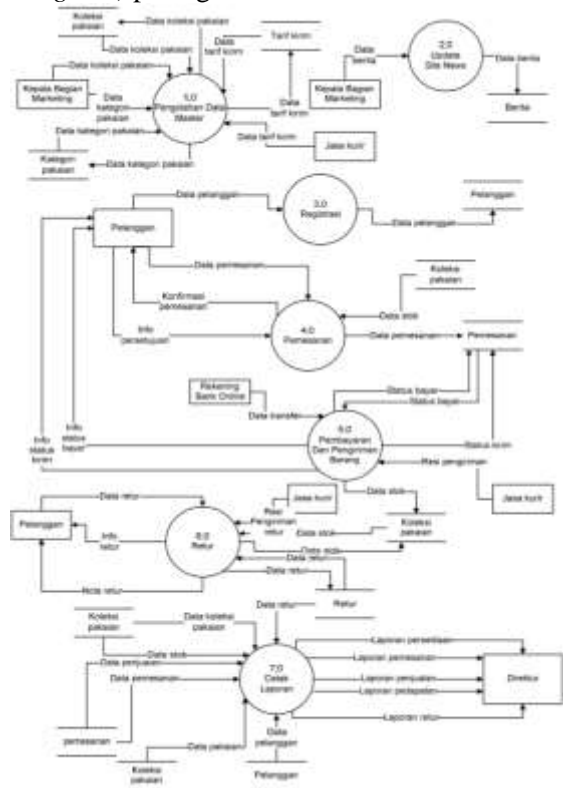 Koleksi
pakaian
Data koleksi pakaian
Data
tarif kirim
Tarif kirim
Data koleksi pakaian
Kepala Bagian
Marketing
1.0
Pengolahan Data
Master
Data
kategori
pakaian
Data kategori pakaian
Kategori
pakaian
Data kategori pakaian
Data
tarif kirim
Data tarif kirim
Jasa kurir
Kepala Bagian
Marketing
Data
berita
2.0
Update
Site News
Data berita
Berita
Pelanggan
Data pelanggan
3.0
Registrasi
Data pelanggan
Pelanggan
Data pemesanan
Konfirmasi
pemesanan
Info
persetujuan
4.0
Pemesanan
Koleksi
pakaian
Data stok
Data pemesanan
Pemesanan
Rekening
Bank Online
Data transfer
Status bayar
Status bayar
5.0
Pembayaran
Dan Pengiriman
Barang
Status kirim
Resi pengiriman
Jasa kurir
Info
status
kirim
Info
status
bayar
Data stok
Koleksi
pakaian
Pelanggan
Data retur
Info
retur
Nota retur
6.0
Retur
Jasa kurir
Resi
Pengiriman
retur
Data stok
Data stok
Data retur
Data retur
Retur
Koleksi
pakaian
Data koleksi
pakaian
Data retur
Data stok
Data penjualan
Data pemesanan
7.0
Cetak
Laporan
pemesanan
Koleksi
pakaian
Data pakaian
Data
pelanggan
Pelanggan
Laporan persediaan
Laporan pemesanan
Laporan penjualan
Laporan pedapatan
Laporan retur
Direktur